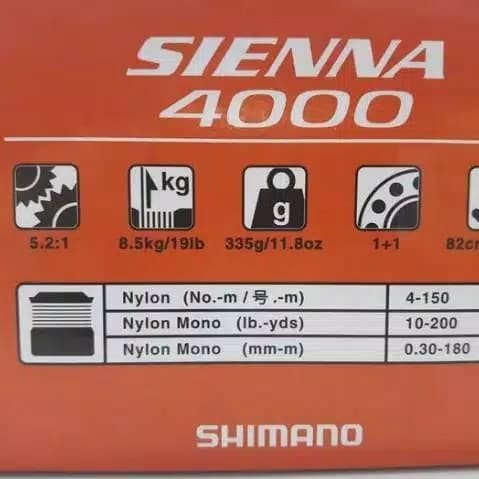 SIENNA
4000
kg
g
5.2:1 8.5kg/19lb 335g/11.8oz 1+1 82cm
Nylon (No.-m / 号.-m) 4-150
Nylon Mono (lb.-yds) 10-200
Nylon Mono (mm-m) 0.30-180
SHIMANO